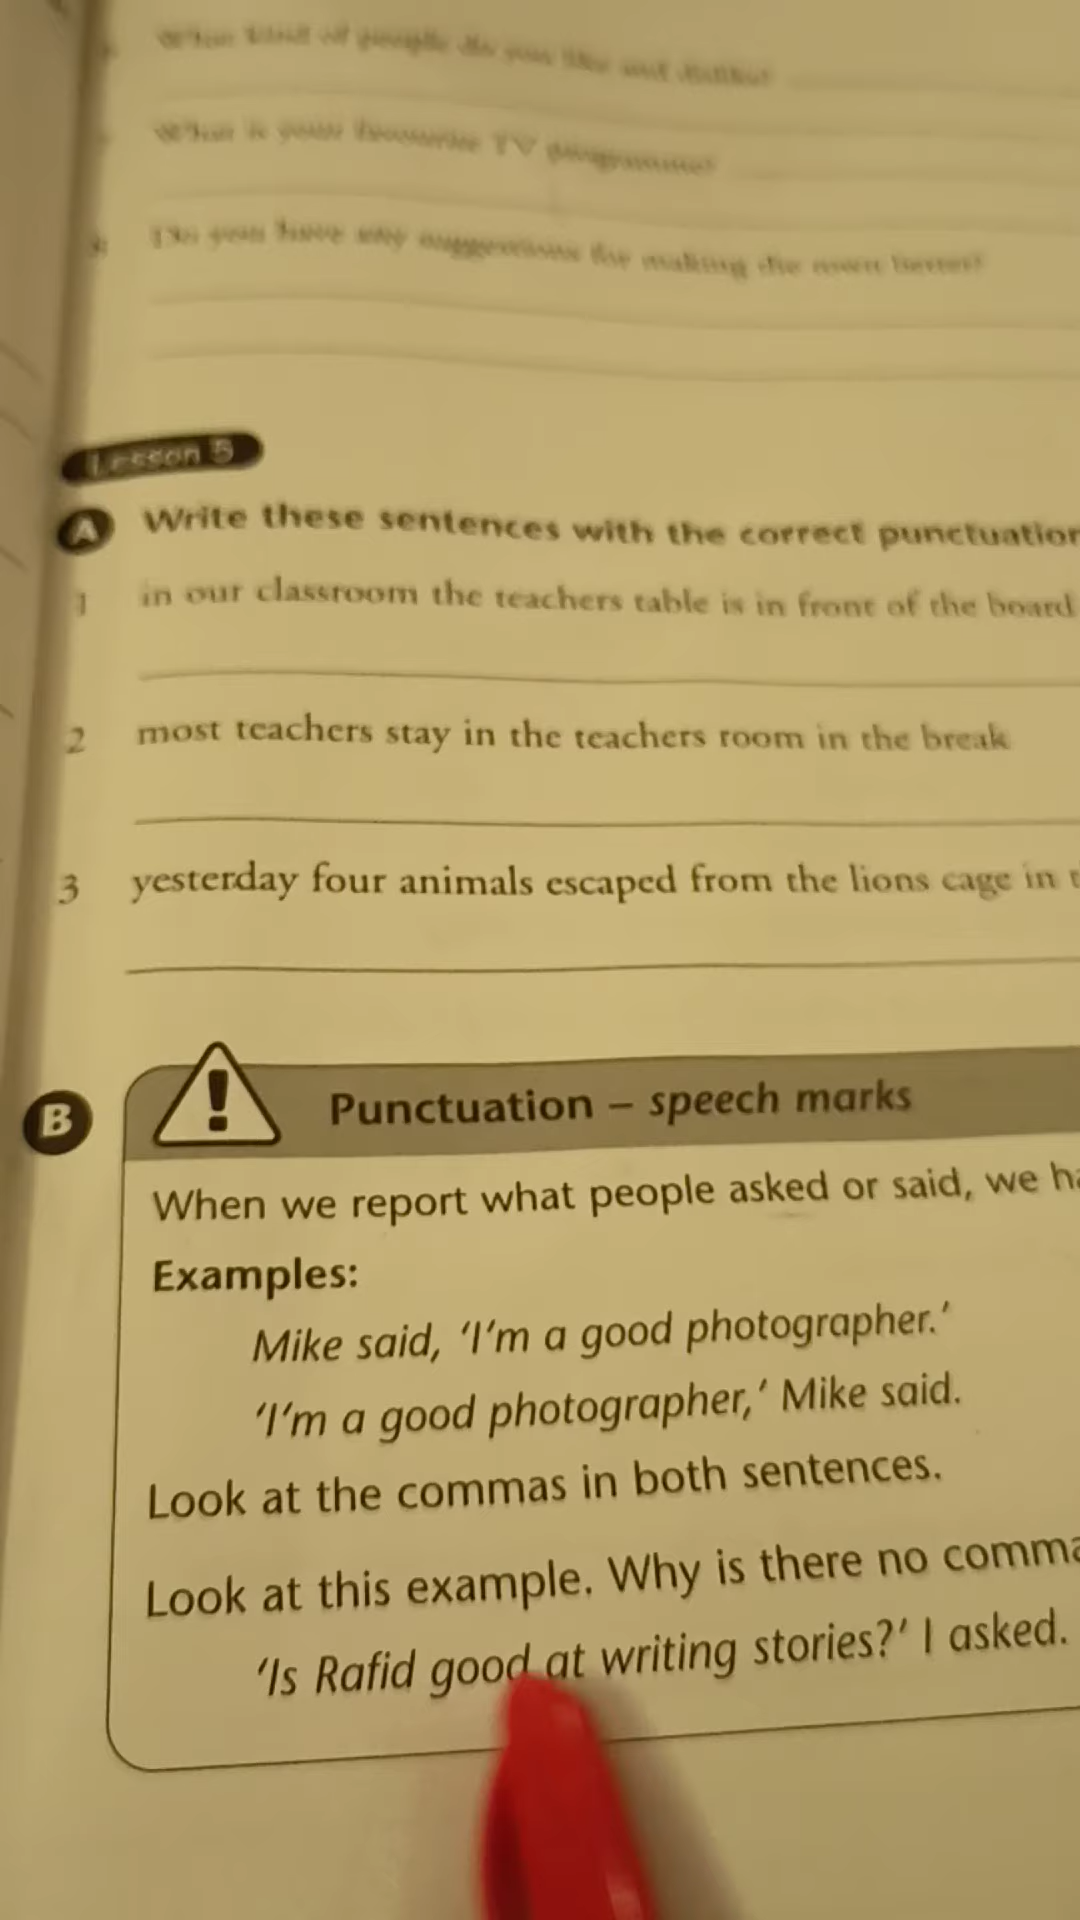 What kind of people do you like and dislike?
What is your favourite TV programme?
Do you have any suggestions for making the town better?
Lesson 5
A Write these sentences with the correct punctuation
1 in our classroom the teachers table is in front of the board
2 most teachers stay in the teachers room in the break
3 yesterday four animals escaped from the lions cage in
B Punctuation – speech marks
When we report what people asked or said, we
Examples:
Mike said, ‘I’m a good photographer.’
‘I’m a good photographer,’ Mike said.
Look at the commas in both sentences.
Look at this example. Why is there no comma
‘Is Rafid good at writing stories?’ I asked.